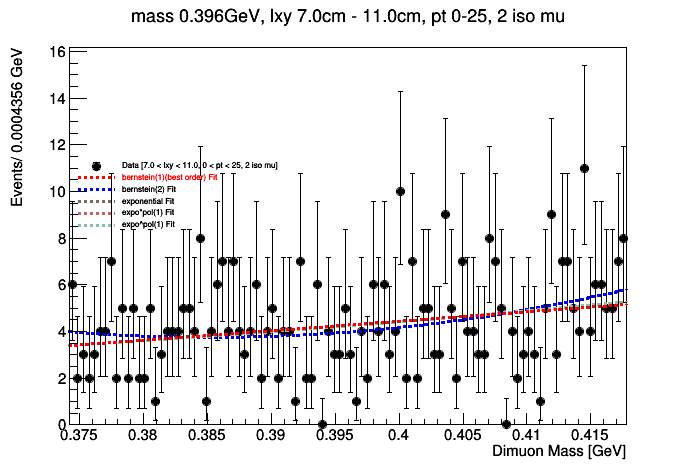 mass 0.396GeV, lxy 7.0cm - 11.0cm, pt 0-25, 2 iso mu
Events/ 0.0004356 GeV
16
14
12
10
8
6
4
2
0
Data [7.0 < lxy < 11.0, 0 < pt < 25, 2 iso mu]
bernstein(1)(best order) Fit
bernstein(2) Fit
exponential Fit
expo*pol(1) Fit
expo^pol(1) Fit
0.375 0.38 0.385 0.39 0.395 0.4 0.405 0.41 0.415
Dimuon Mass [GeV]